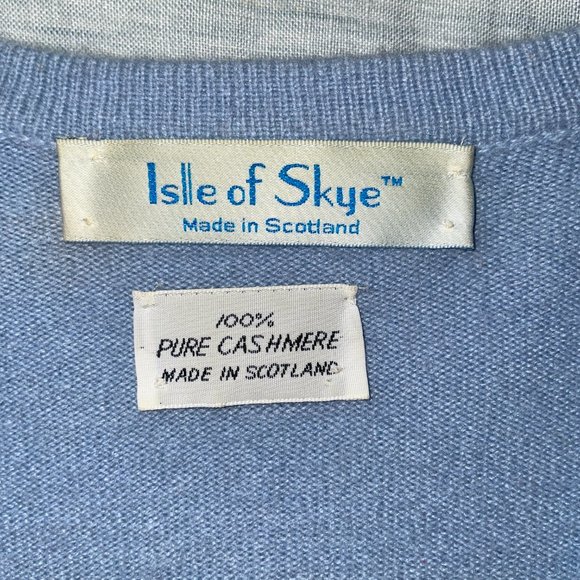 Isle of Skye™
Made in Scotland
100%
PURE CASHMERE
MADE IN SCOTLAND